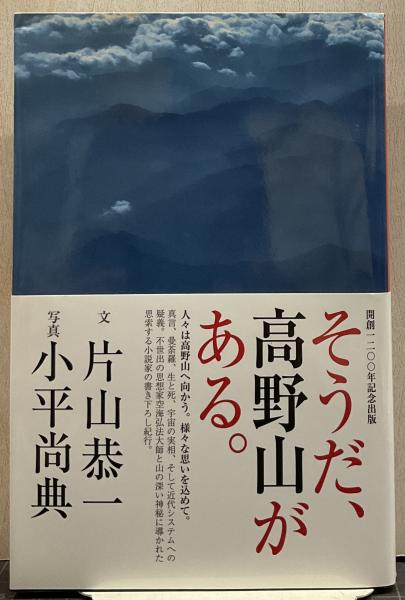 開創一二〇〇年記念出版
そうだ、
高野山が
ある。
人々は高野山へ向かう。様々な思いを込めて。
真言、曼荼羅、生と死、宇宙の実相、そして近代システムへの
疑義。不世出の思想家空海弘法大師と山の深い神秘に導かれた
思索する小説家の書き下ろし紀行。
文 片山恭一
写真 小平尚典